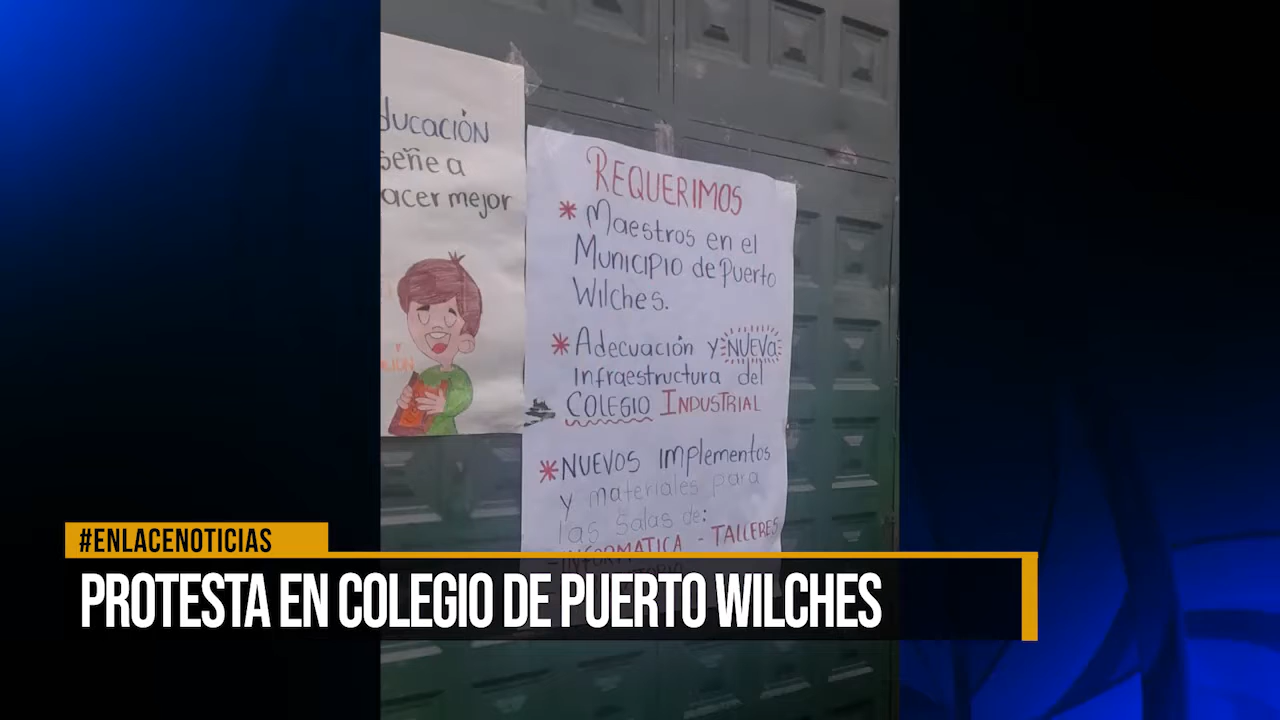 ducación
señe a
acer mejor
REQUERIMOS
* Maestros en el
Municipio de Puerto
Wilches.
* Adecuación y NUEVA
Infraestructura del
COLEGIO INDUSTRIAL
* NUEVOS implementos
y materiales para
las salas de:
-INFORMATICA - TALLERES
#ENLACENOTICIAS
PROTESTA EN COLEGIO DE PUERTO WILCHES